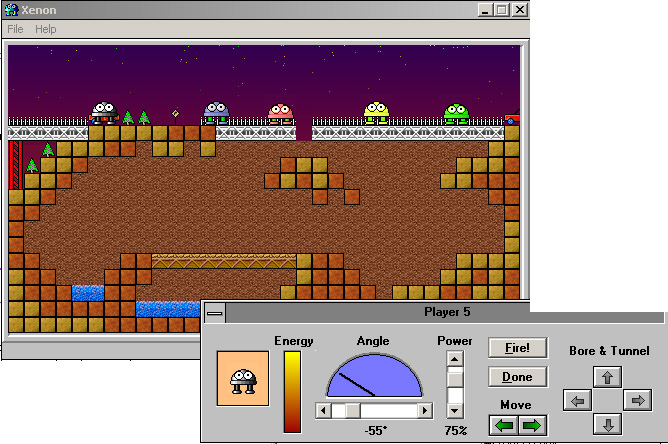 Xenon
File Help
Player 5
Energy
Angle
Power
Fire!
Bore & Tunnel
Done
Move
-55°
75%